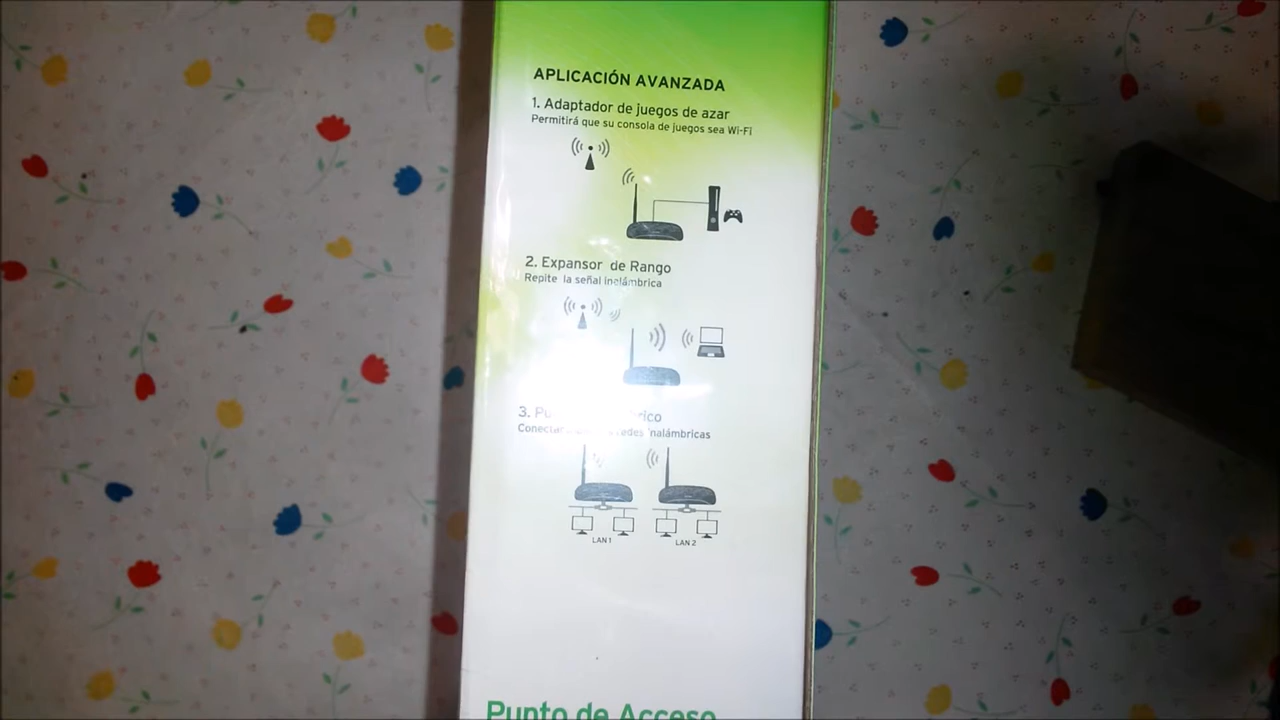 APLICACIÓN AVANZADA
1. Adaptador de juegos de azar
Permitirá que su consola de juegos sea Wi-Fi
2. Expansor de Rango
Repite la señal inalámbrica
3.
inalámbricas
LAN 1
LAN 2
Punto de Acceso